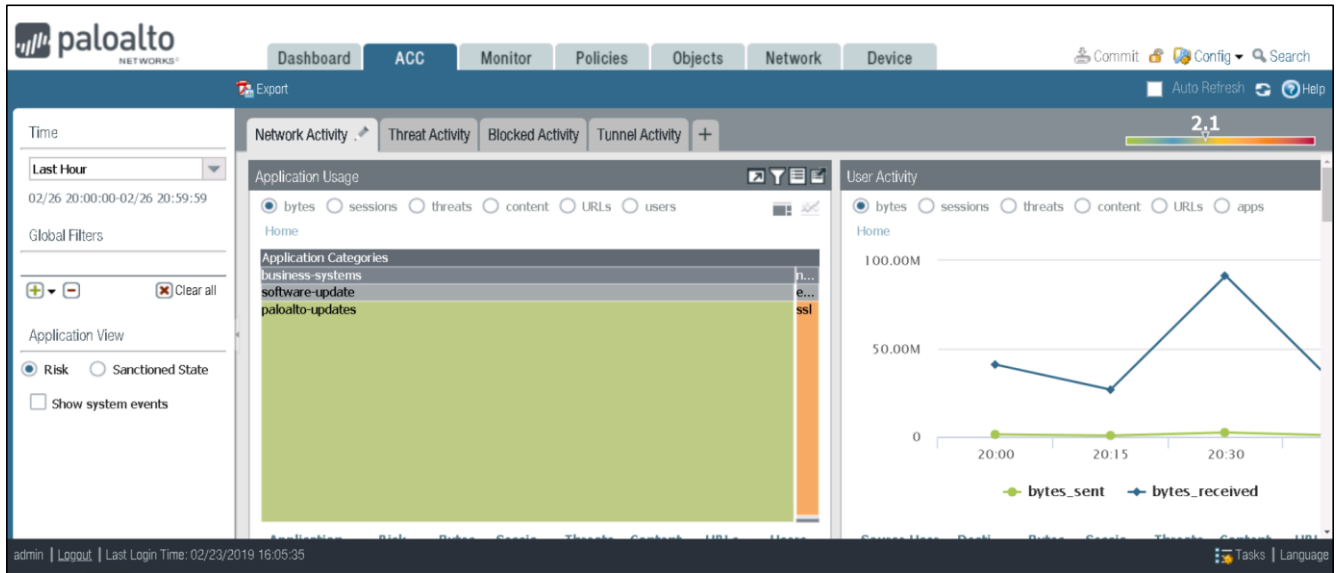 paloalto
NETWORKS
Dashboard ACC Monitor Policies Objects Network Device
Commit Config Search
Export
Auto Refresh Help
Time
Last Hour
02/26 20:00:00-02/26 20:59:59
Global Filters
Clear all
Application View
Risk Sanctioned State
Show system events
Network Activity Threat Activity Blocked Activity Tunnel Activity +
2.1
Application Usage
bytes sessions threats content URLs users
Home
Application Categories
business-systems n...
software-update e...
paloalto-updates ssl
User Activity
bytes sessions threats content URLs apps
Home
100.00M
50.00M
0
20:00 20:15 20:30
bytes_sent bytes_received
admin | Logout | Last Login Time: 02/23/2019 16:05:35
Tasks | Language